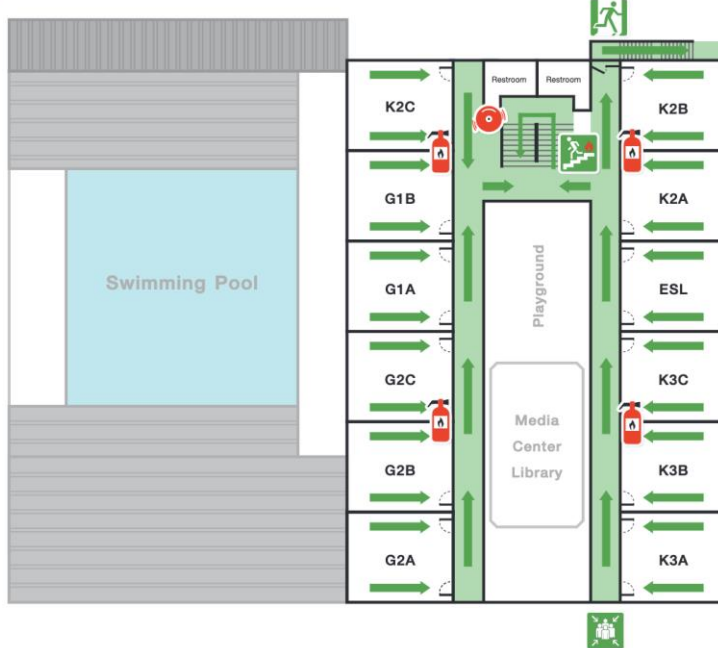 Restroom Restroom
K2C K2B
G1B K2A
Swimming Pool
G1A ESL
Playground
G2C K3C
Media
Center
Library
G2B K3B
G2A K3A